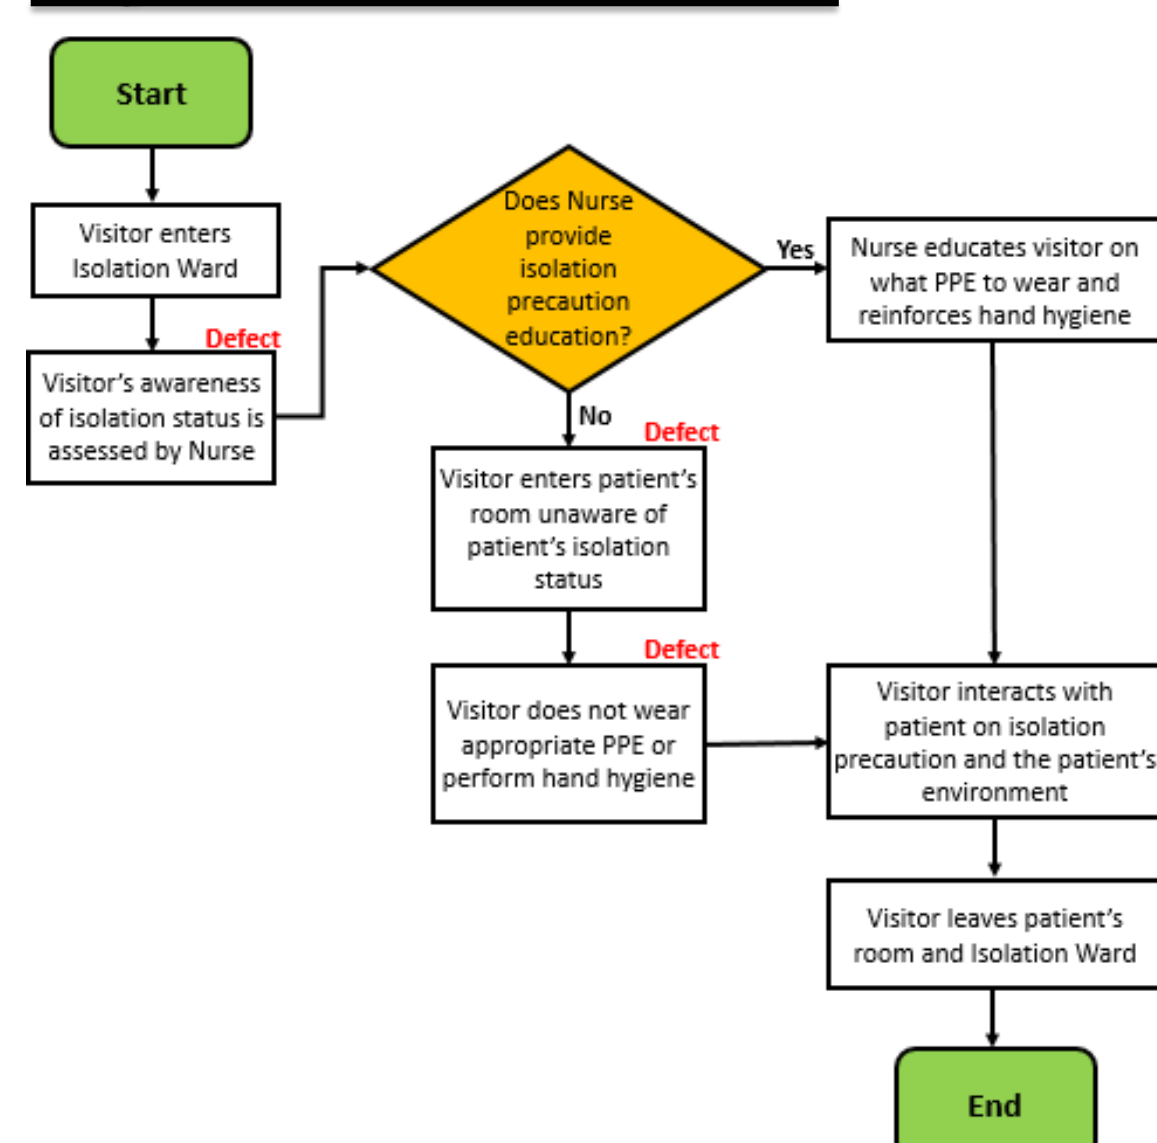 Start
Visitor enters
Isolation Ward
Defect
Visitor’s awareness
of isolation status is
assessed by Nurse
Does Nurse
provide
isolation
precaution
education?
Yes
Nurse educates visitor on
what PPE to wear and
reinforces hand hygiene
No
Defect
Visitor enters patient’s
room unaware of
patient’s isolation
status
Defect
Visitor does not wear
appropriate PPE or
perform hand hygiene
Visitor interacts with
patient on isolation
precaution and the patient’s
environment
Visitor leaves patient’s
room and Isolation Ward
End